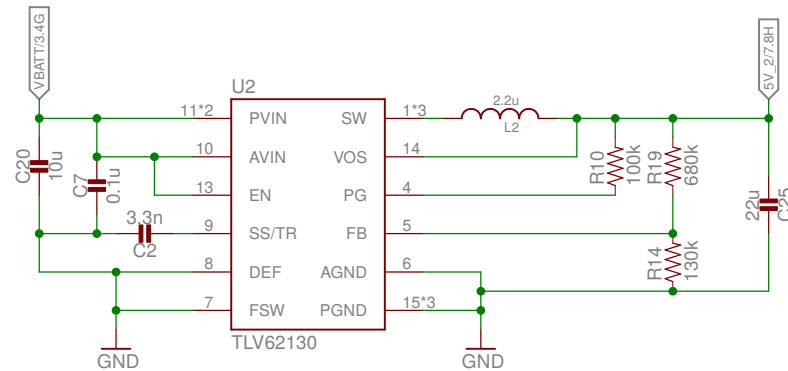 VBATT/3.4G
5V_2/7.8H
U2
11*2 PVIN SW 1*3
2.2u
L2
10 AVIN VOS 14
13 EN PG 4
9 SS/TR FB 5
8 DEF AGND 6
7 FSW PGND 15*3
TLV62130
C20
10u
C7
0.1u
3.3n
C2
R10
100k
R19
680k
R14
130k
22u
C25
GND
GND